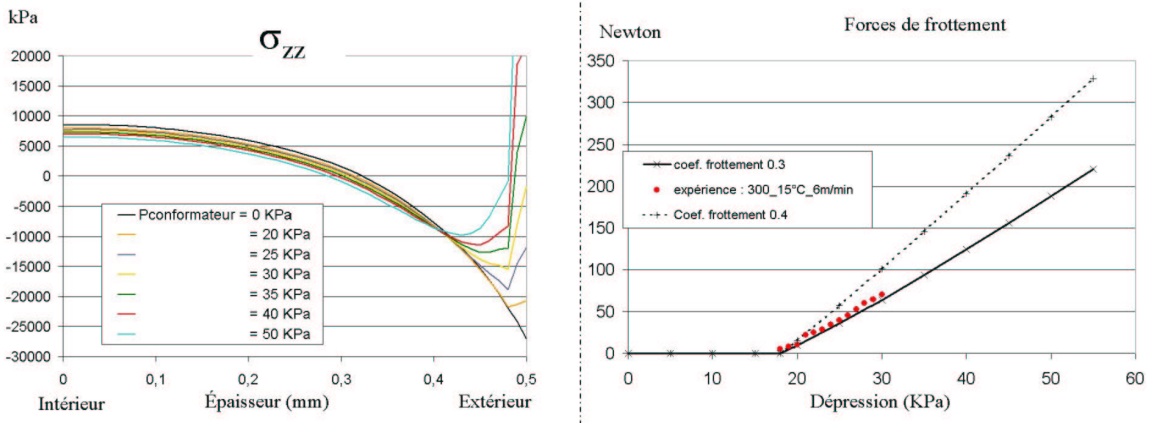 kPa
σzz
20000
15000
10000
5000
0
-5000
-10000
-15000
-20000
-25000
-30000
Pconformateur = 0 KPa
= 20 KPa
= 25 KPa
= 30 KPa
= 35 KPa
= 40 KPa
= 50 KPa
0 0,1 0,2 0,3 0,4 0,5
Intérieur Épaisseur (mm) Extérieur
Newton Forces de frottement
350
300
250
200
150
100
50
0
coef. frottement 0.3
expérience : 300_15°C_6m/min
Coef. frottement 0.4
0 10 20 30 40 50 60
Dépression (KPa)